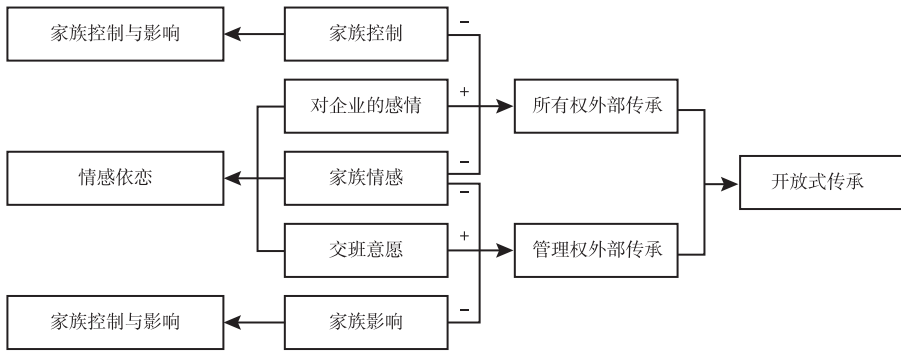 家族控制与影响
家族控制
−
对企业的感情
+
所有权外部传承
情感依恋
家族情感
−
−
开放式传承
交班意愿
+
管理权外部传承
家族控制与影响
家族影响
−